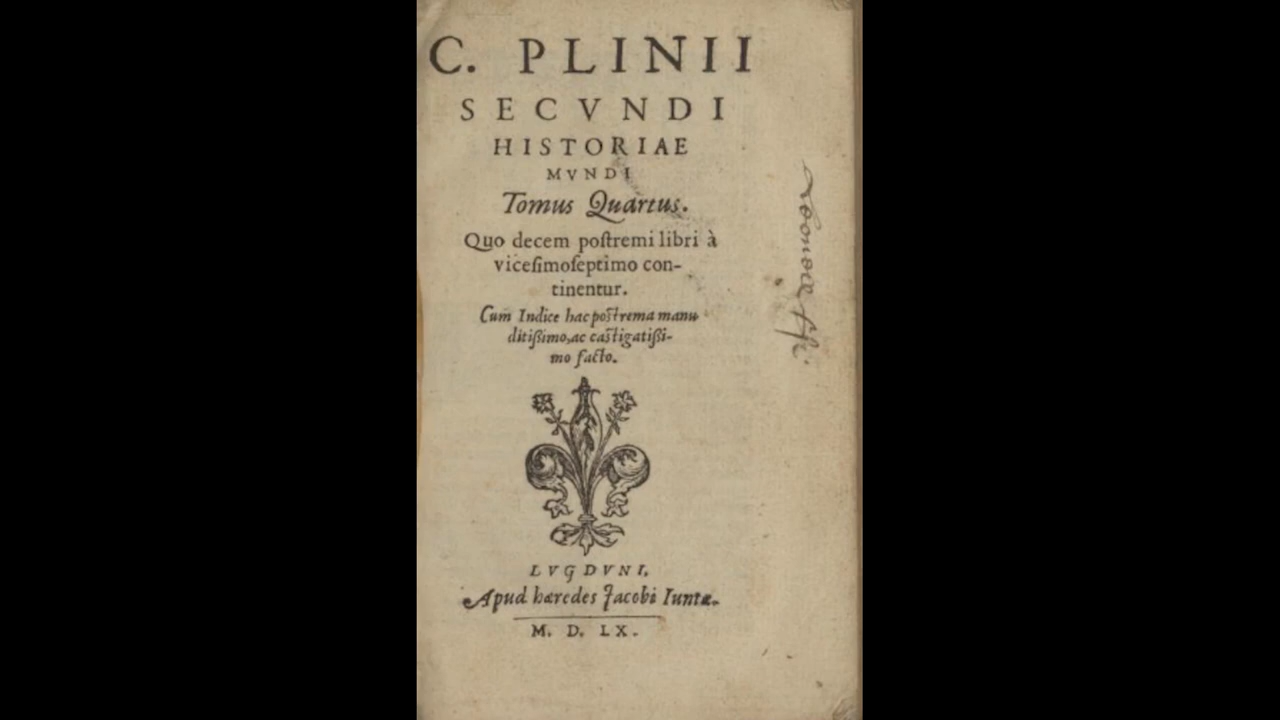 C. PLINII
SECVNDI
HISTORIAE
MVNDI
Tomus Quartus.
Quo decem poſtremi libri à
viceſimoſeptimo con-
tinentur.
Cum Indice hac poſtrema manu
ditißimo, ac caſtigatißi-
mo facto.
LVGDVNI,
Apud hæredes Jacobi Iuntæ.
M. D. LX.